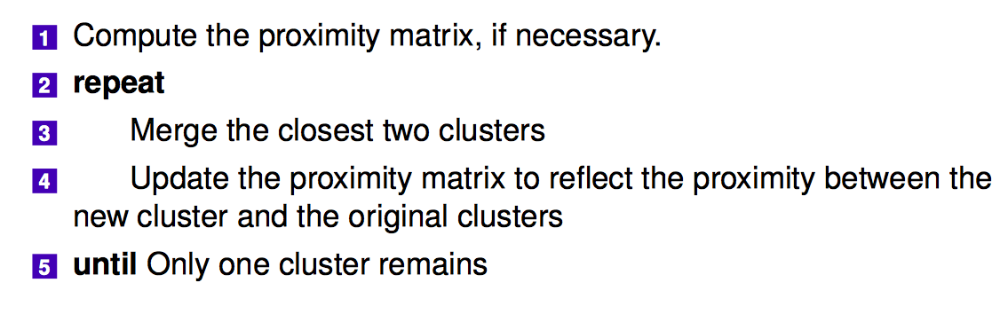 1 Compute the proximity matrix, if necessary.
2 repeat
3 Merge the closest two clusters
4 Update the proximity matrix to reflect the proximity between the
new cluster and the original clusters
5 until Only one cluster remains